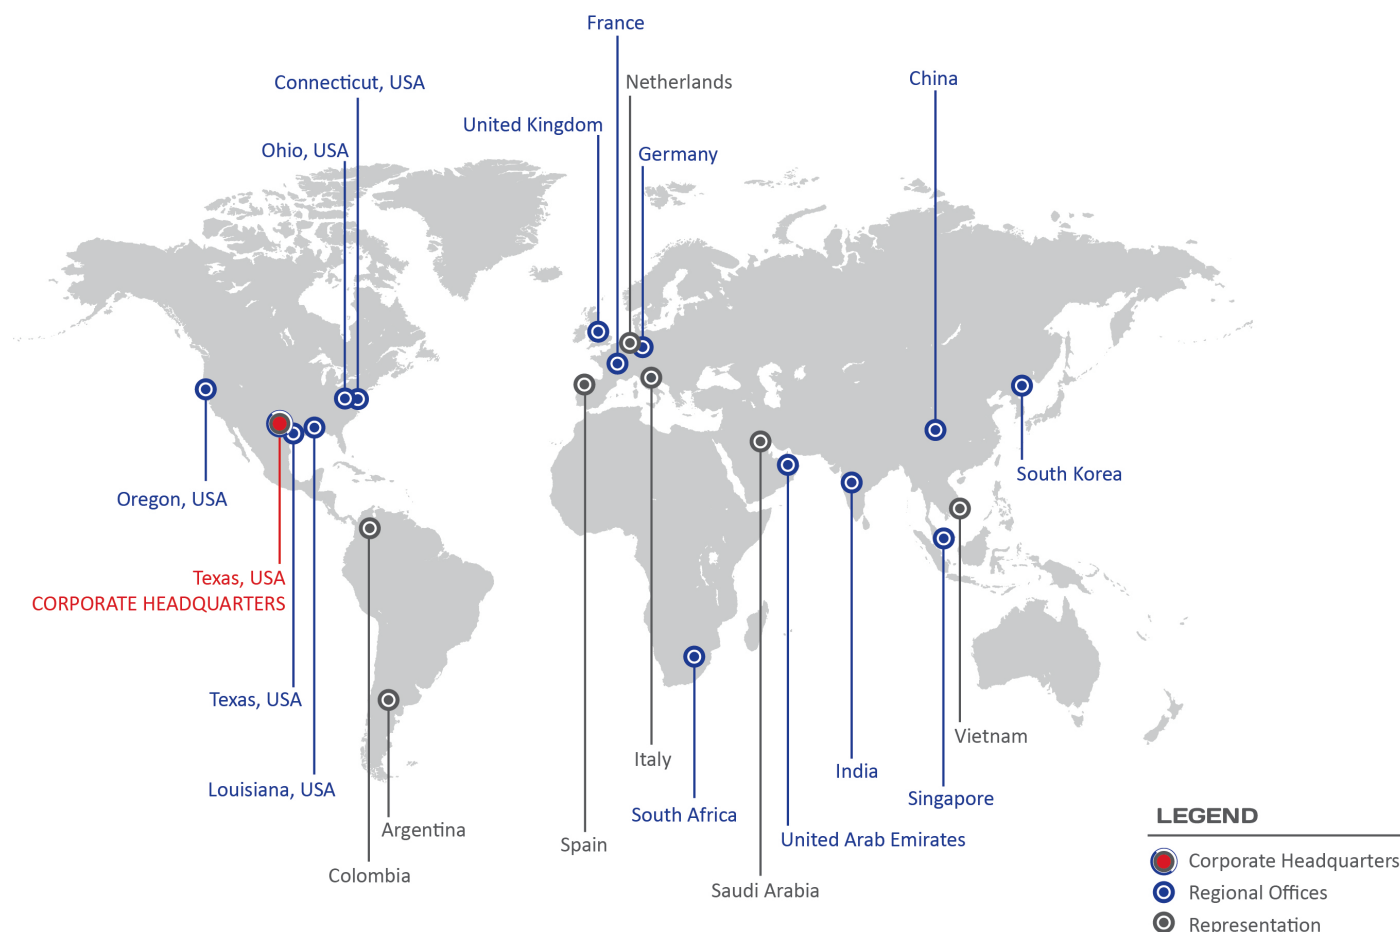 France
Connecticut, USA
Netherlands
China
United Kingdom
Ohio, USA
Germany
South Korea
Oregon, USA
Texas, USA
CORPORATE HEADQUARTERS
Texas, USA
Vietnam
Italy
India
Louisiana, USA
Singapore
South Africa
LEGEND
Argentina
United Arab Emirates
Spain
Corporate Headquarters
Colombia
Saudi Arabia
Regional Offices
Representation